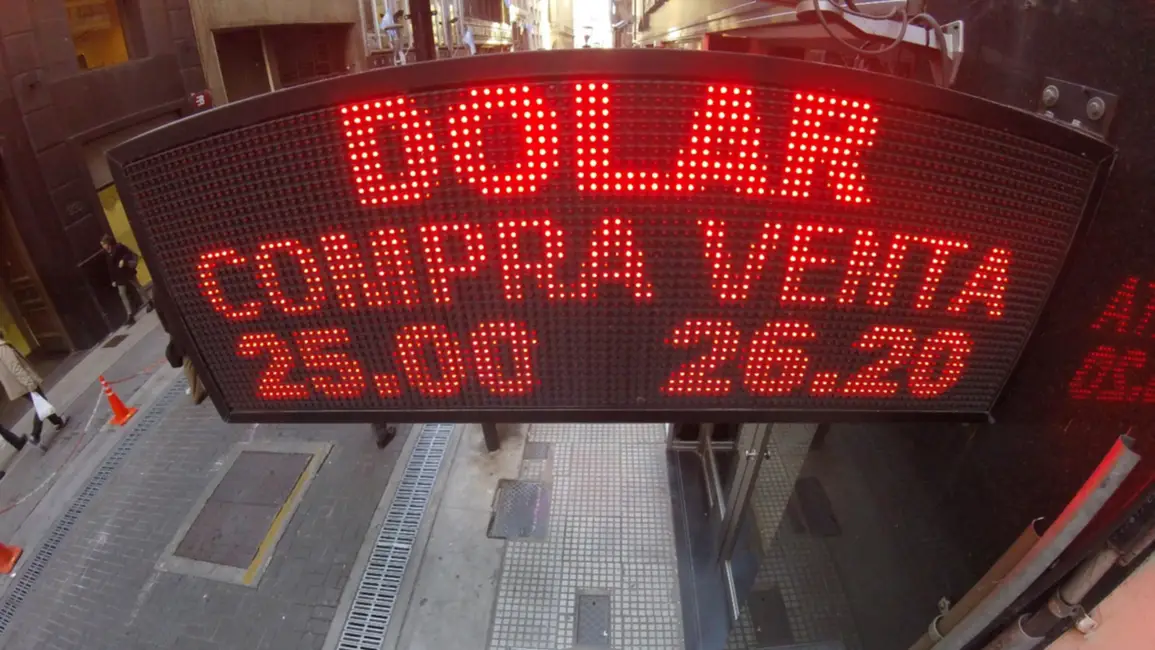 DOLAR
COMPRA VENTA
25.00 26.20